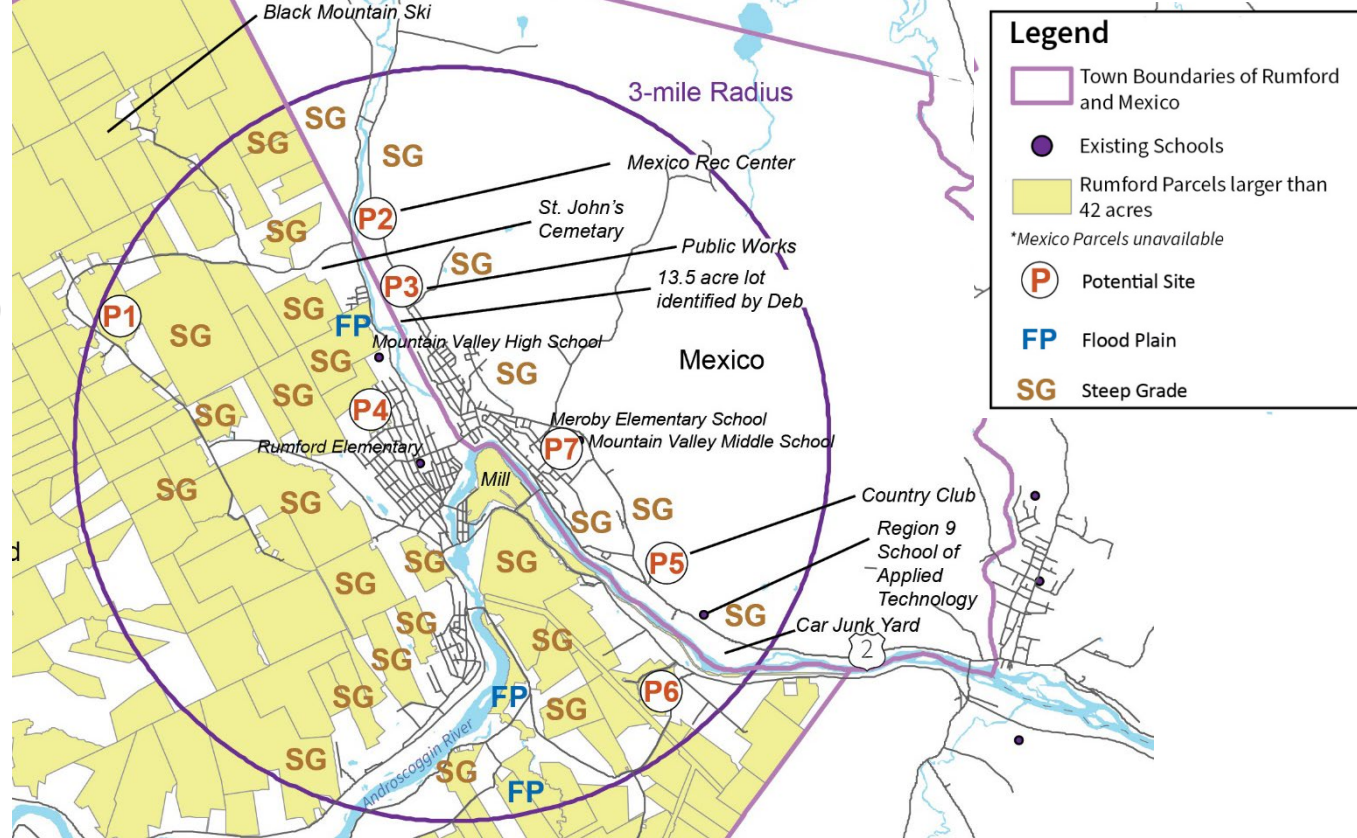 Black Mountain Ski
3-mile Radius
SG
SG
SG
Mexico Rec Center
St. John's
Cemetary
P2
SG
Public Works
SG
P3
13.5 acre lot
identified by Deb
P1
SG
SG
FP
Mountain Valley High School
SG
SG
Mexico
SG
P4
SG
Meroby Elementary School
Mountain Valley Middle School
P7
Rumford Elementary
SG
SG
Mill
Country Club
SG
SG
Region 9
School of
Applied
Technology
SG
SG
P5
SG
SG
SG
Car Junk Yard
d
SG
SG
2
SG
FP
P6
SG
Androscoggin River
SG
SG
FP
Legend
Town Boundaries of Rumford
and Mexico
Existing Schools
Rumford Parcels larger than
42 acres
*Mexico Parcels unavailable
P
Potential Site
FP
Flood Plain
SG
Steep Grade